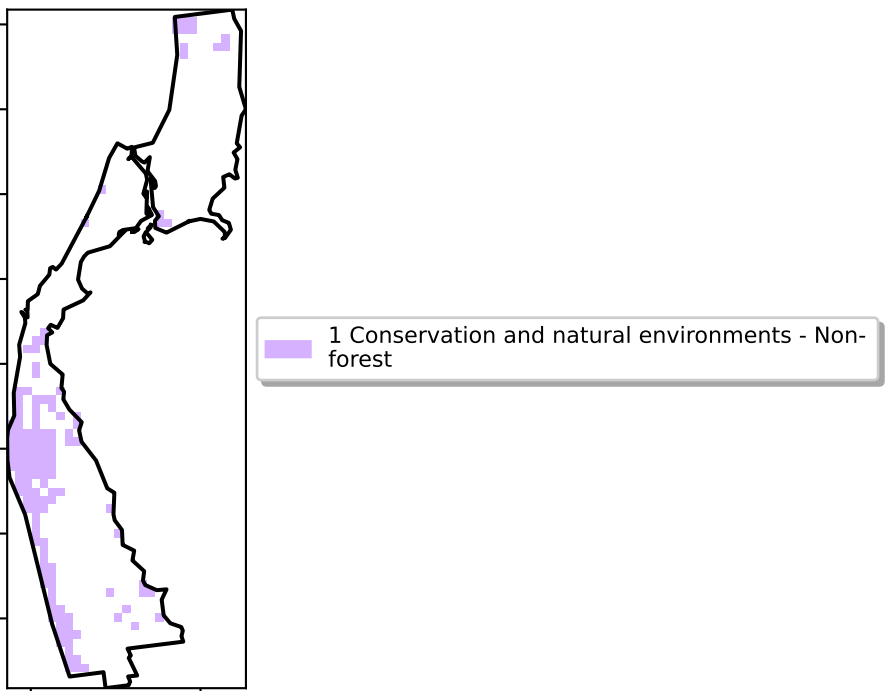 1 Conservation and natural environments - Non-
forest